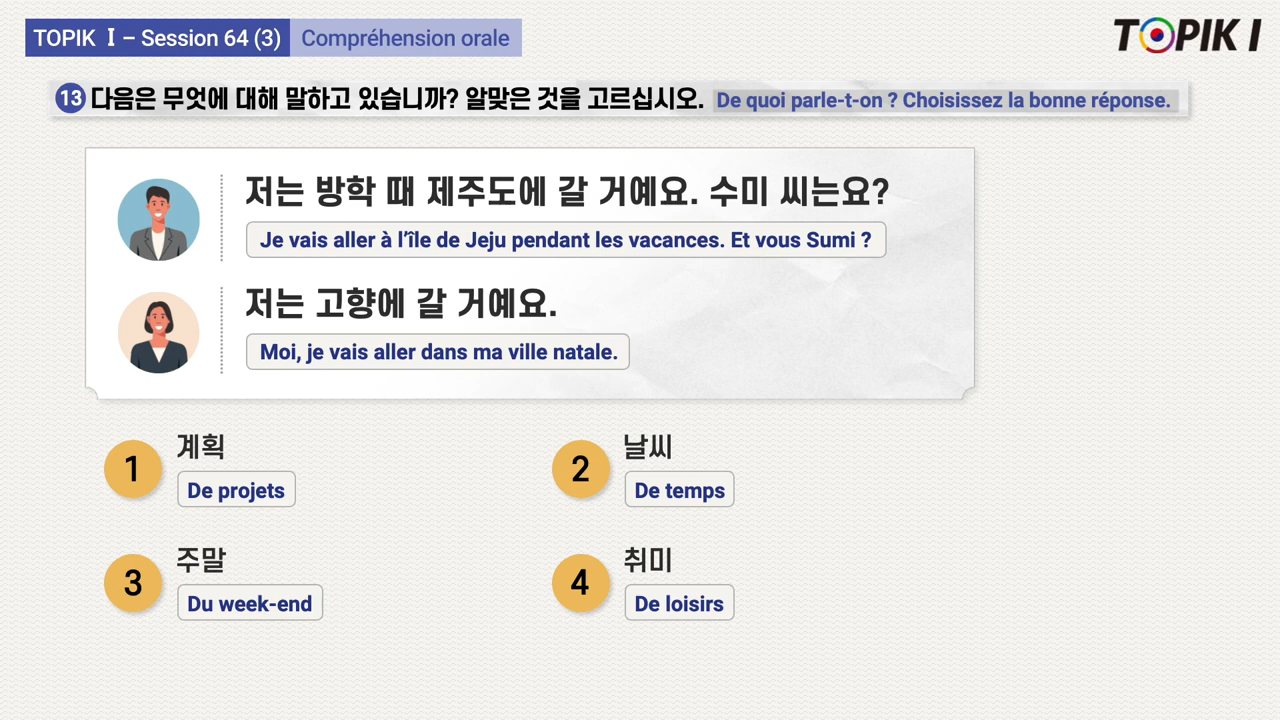 TOPIK I – Session 64 (3) Compréhension orale
TOPIK I
13 다음은 무엇에 대해 말하고 있습니까? 알맞은 것을 고르십시오. De quoi parle-t-on ? Choisissez la bonne réponse.
저는 방학 때 제주도에 갈 거예요. 수미 씨는요?
Je vais aller à l’île de Jeju pendant les vacances. Et vous Sumi ?
저는 고향에 갈 거예요.
Moi, je vais aller dans ma ville natale.
1 계획
De projets
2 날씨
De temps
3 주말
Du week-end
4 취미
De loisirs